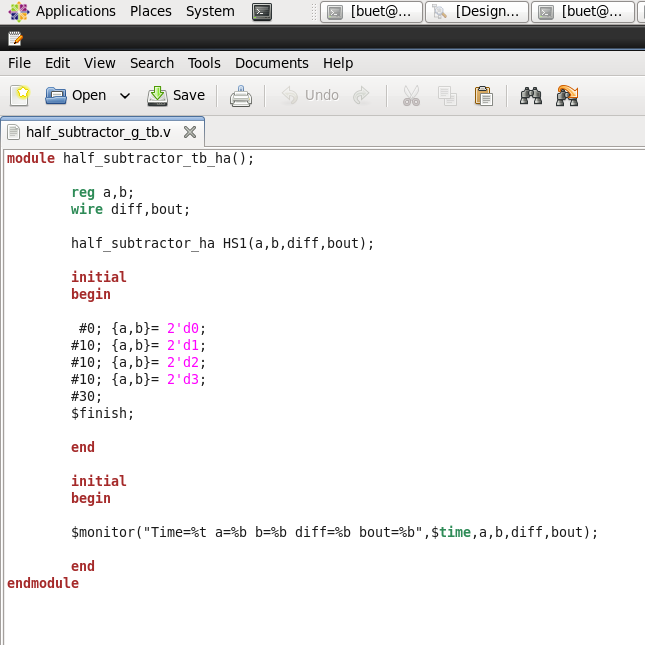 Applications Places System [buet@... [Design... [buet@...
File Edit View Search Tools Documents Help
Open Save Undo
half_subtractor_g_tb.v
module half_subtractor_tb_ha();
reg a,b;
wire diff,bout;
half_subtractor_ha HS1(a,b,diff,bout);
initial
begin
#0; {a,b}= 2'd0;
#10; {a,b}= 2'd1;
#10; {a,b}= 2'd2;
#10; {a,b}= 2'd3;
#30;
$finish;
end
initial
begin
$monitor("Time=%t a=%b b=%b diff=%b bout=%b",$time,a,b,diff,bout);
end
endmodule